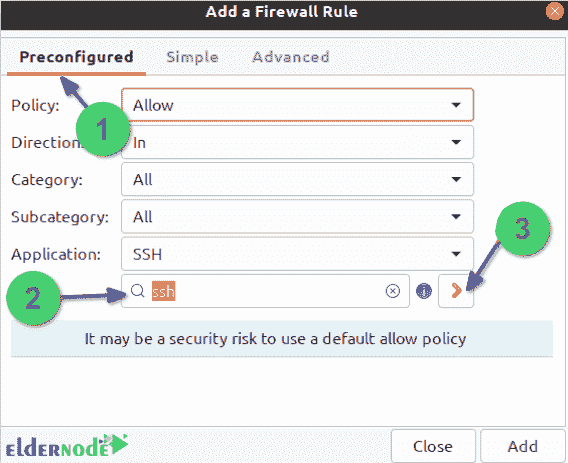 Add a Firewall Rule
Preconfigured Simple Advanced
Policy: Allow
1
Direction: In
Category: All
Subcategory: All
Application: SSH
3
2
ssh
It may be a security risk to use a default allow policy
eldernode
Close Add